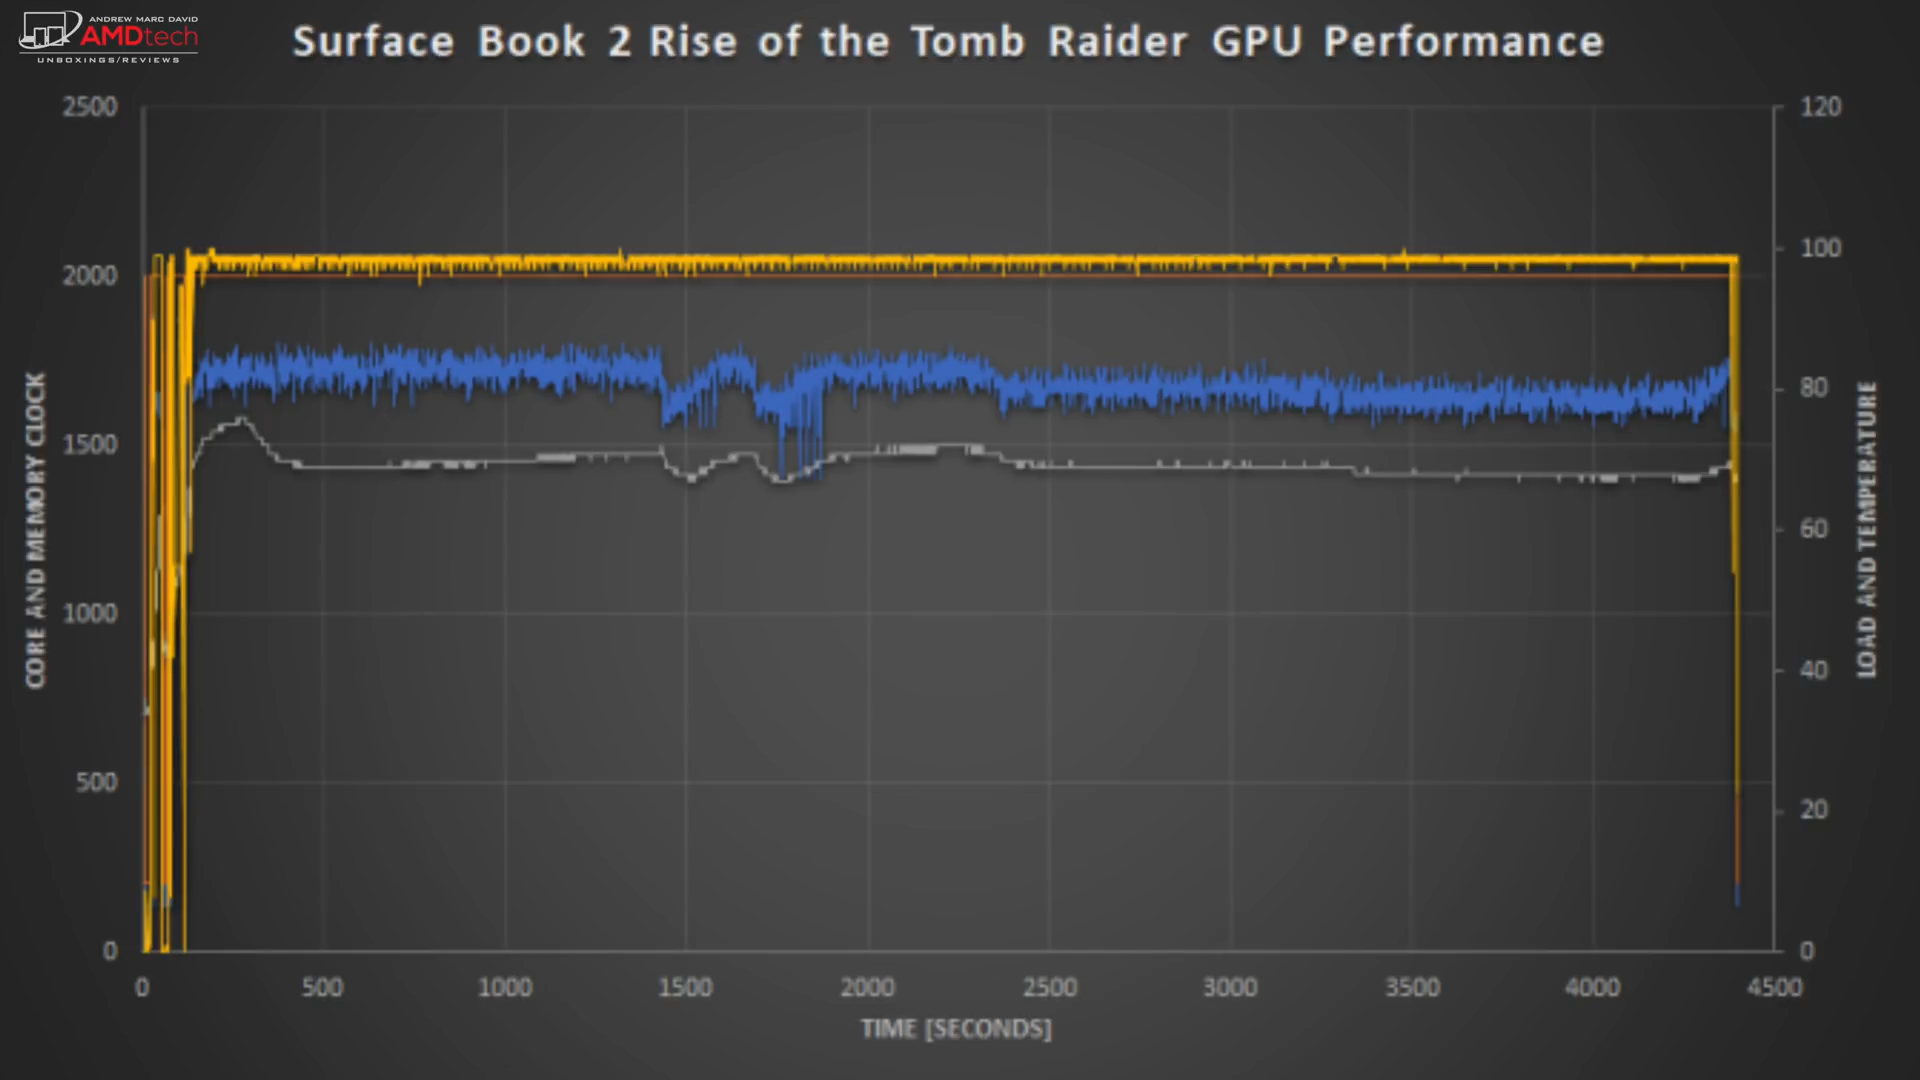 ANDREW MARC DAVID
AMDtech
UNBOXINGS/REVIEWS
Surface Book 2 Rise of the Tomb Raider GPU Performance
2500
2000
1500
1000
500
0
CORE AND MEMORY CLOCK
120
100
80
60
40
20
0
LOAD AND TEMPERATURE
0 500 1000 1500 2000 2500 3000 3500 4000 4500
TIME [SECONDS]